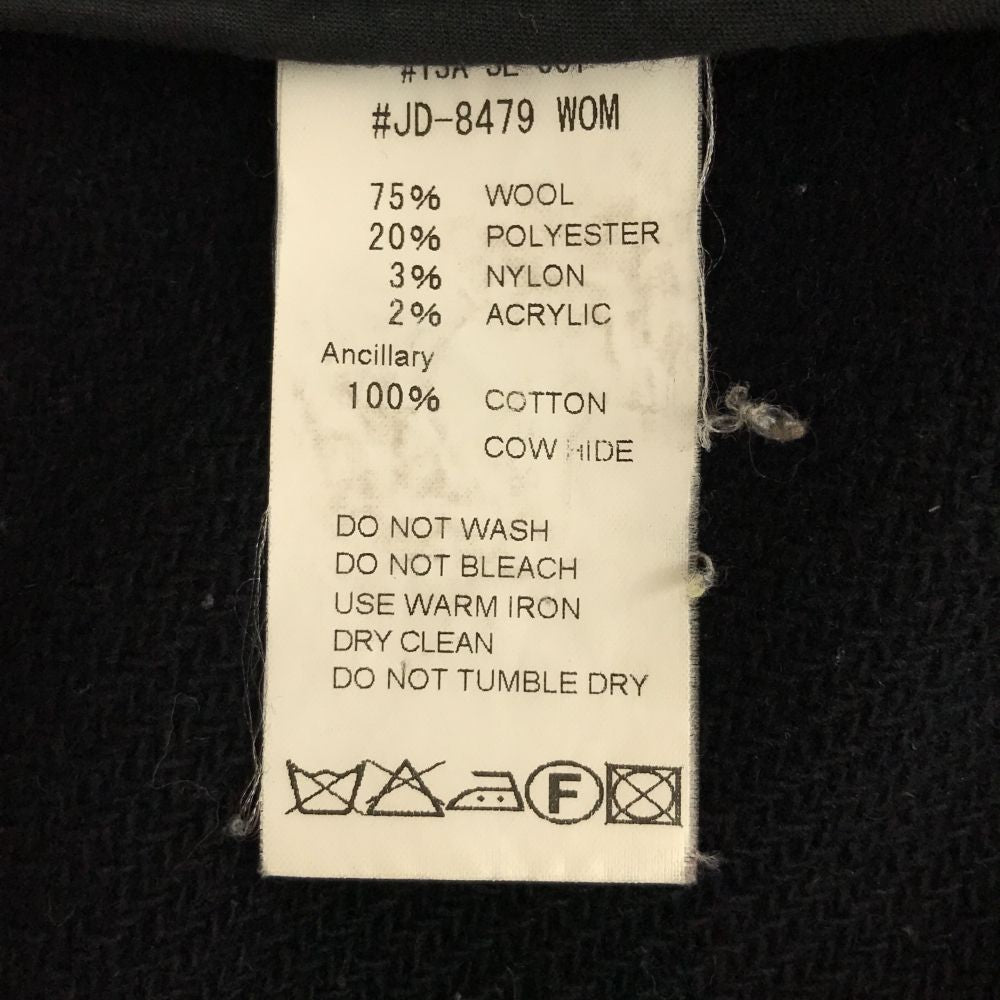 #JD-8479 WOM
75% WOOL
20% POLYESTER
3% NYLON
2% ACRYLIC
Ancillary
100% COTTON
COW HIDE
DO NOT WASH
DO NOT BLEACH
USE WARM IRON
DRY CLEAN
DO NOT TUMBLE DRY
F